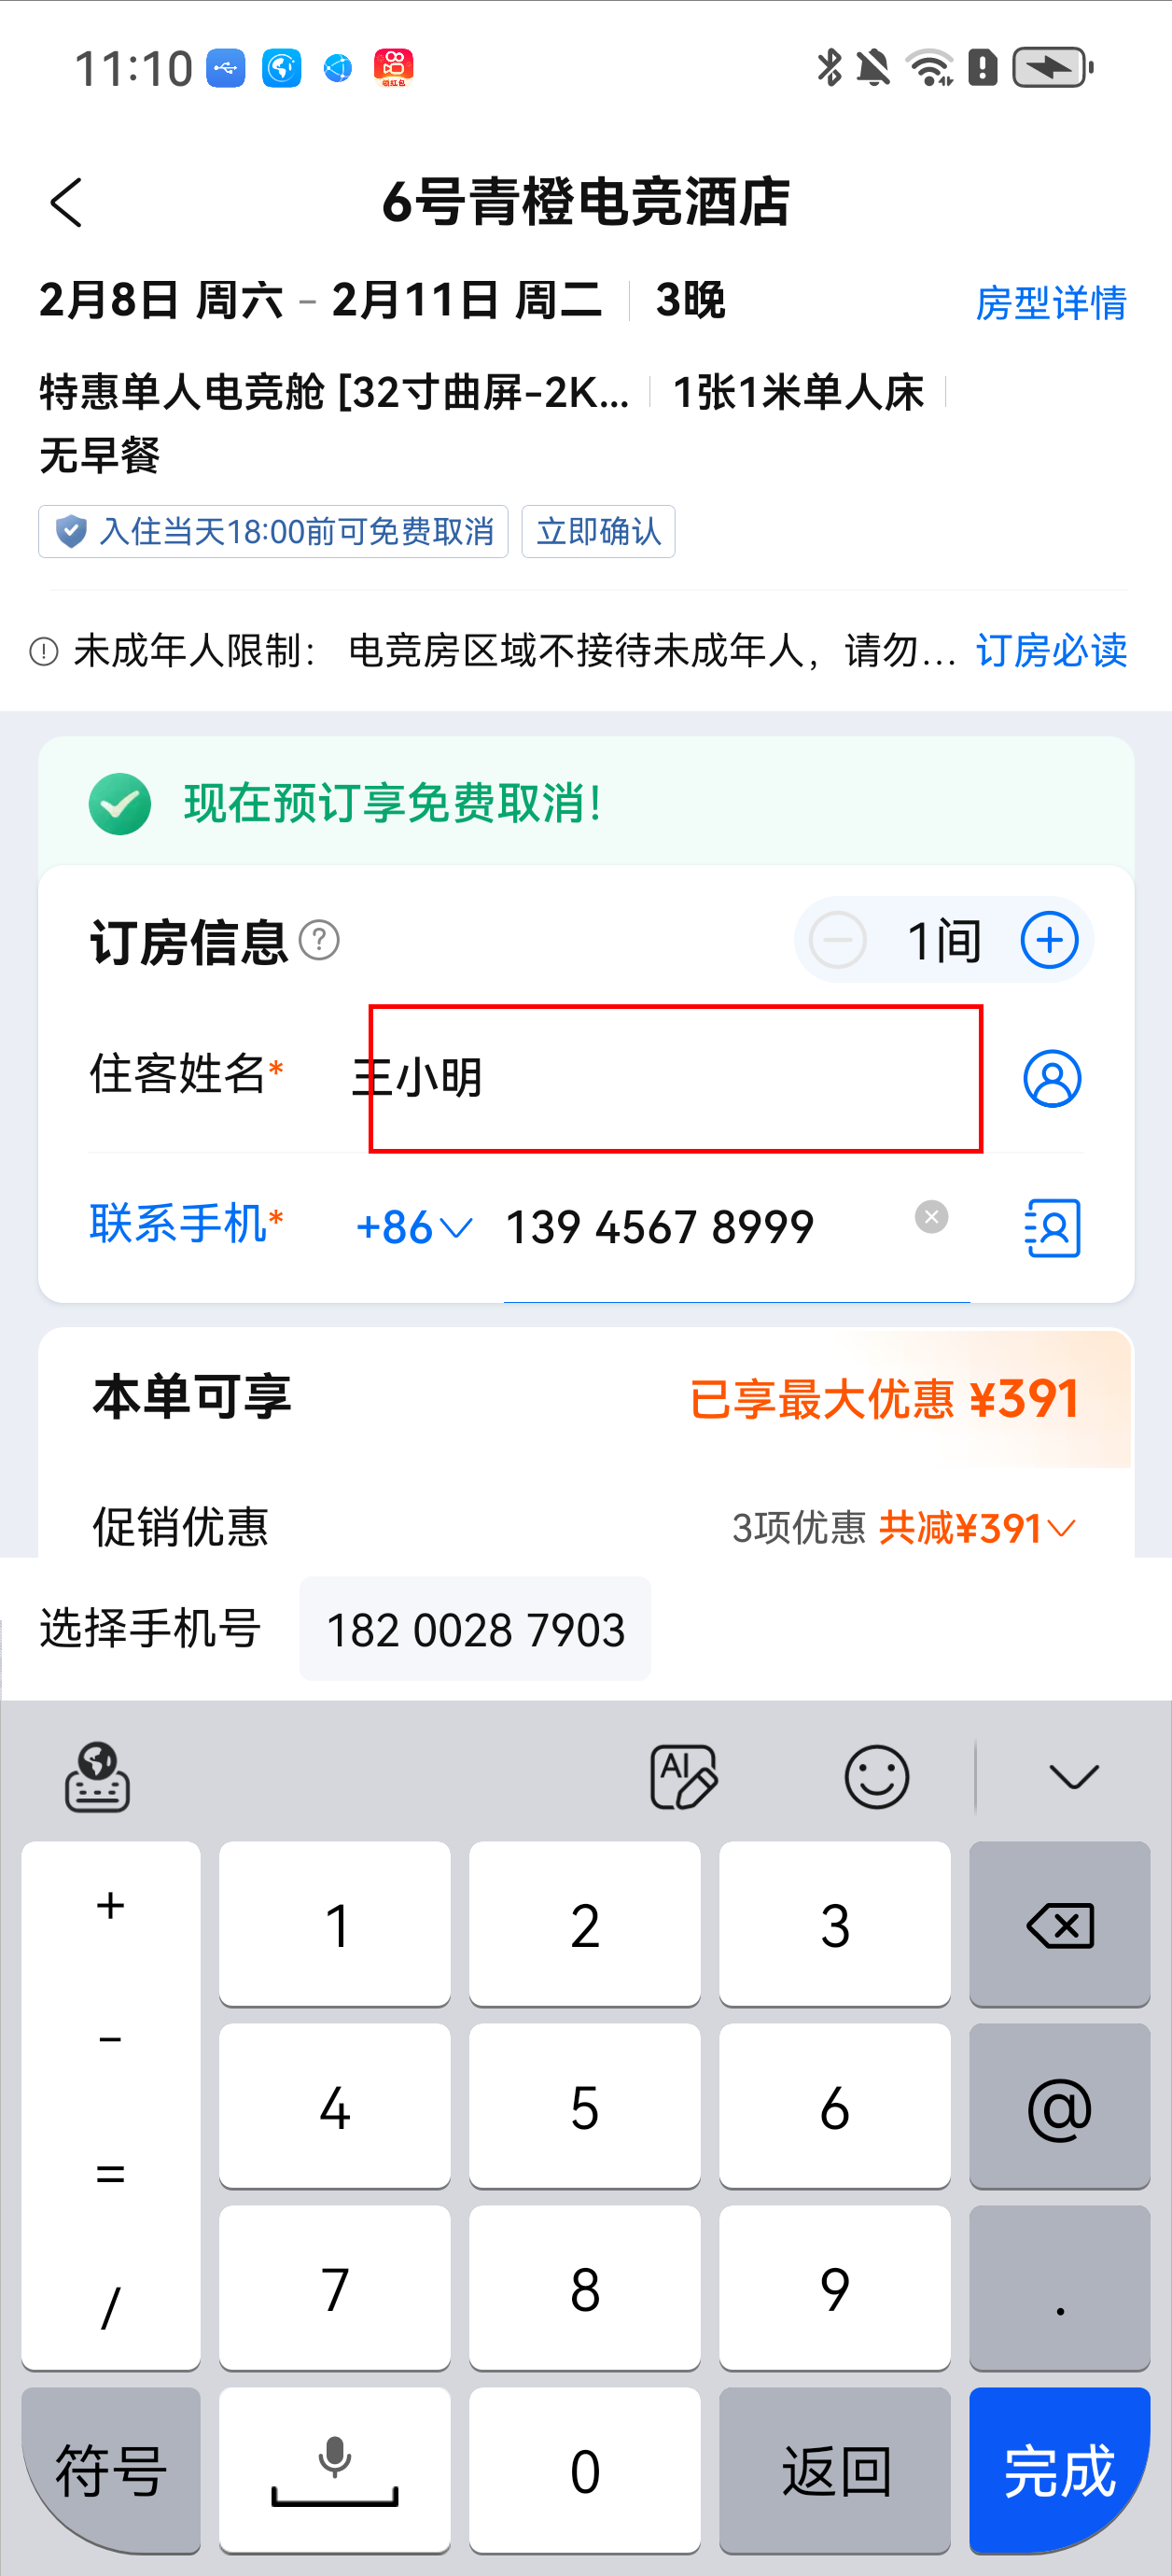 11:10
领红包
6号青橙电竞酒店
2月8日 周六 - 2月11日 周二 3晚 房型详情
特惠单人电竞舱 [32寸曲屏-2K... 1张1米单人床
无早餐
入住当天18:00前可免费取消 立即确认
未成年人限制： 电竞房区域不接待未成年人，请勿... 订房必读
现在预订享免费取消！
订房信息 ? 1间
住客姓名* 王小明
联系手机* +86 139 4567 8999
本单可享 已享最大优惠 ¥391
促销优惠 3项优惠 共减¥391
选择手机号 182 0028 7903
AI
+ 1 2 3
- 4 5 6 @
= 7 8 9 .
/
符号 0 返回 完成